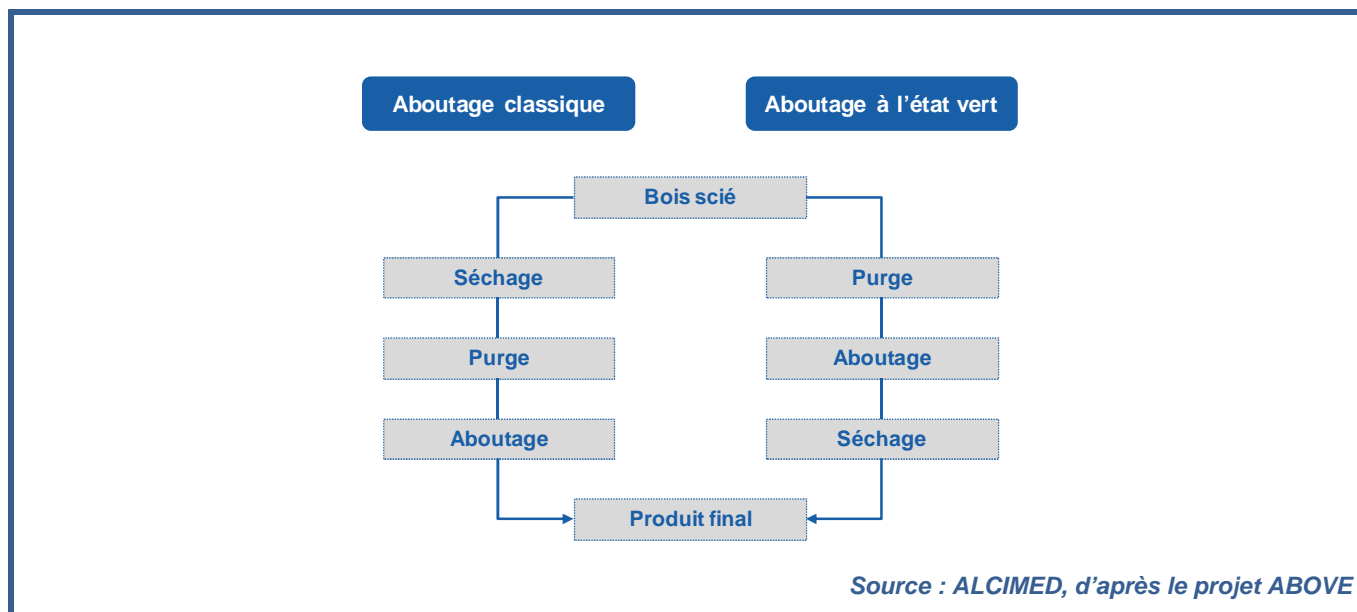 Aboutage classique
Aboutage à l'état vert
Bois scié
Séchage
Purge
Purge
Aboutage
Aboutage
Séchage
Produit final
Source : ALCIMED, d'après le projet ABOVE